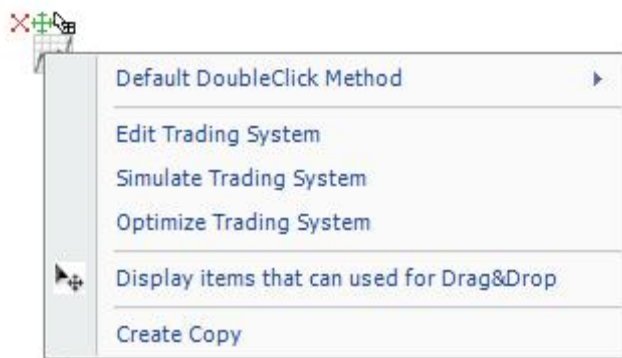 Default DoubleClick Method
Edit Trading System
Simulate Trading System
Optimize Trading System
Display items that can used for Drag&Drop
Create Copy